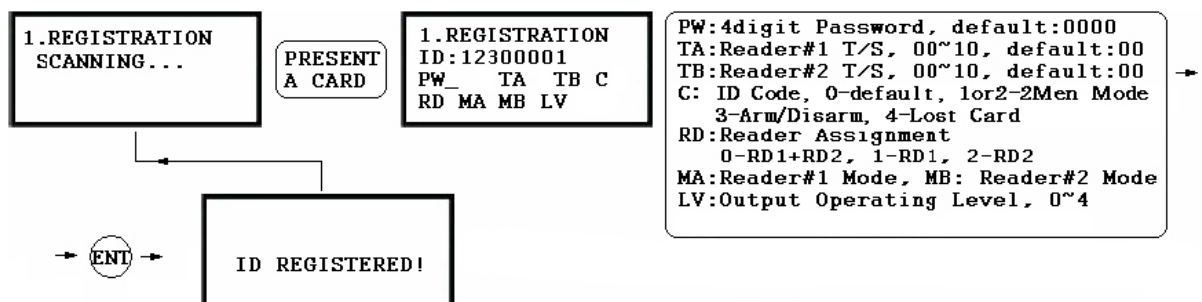 1.REGISTRATION
SCANNING...
PRESENT
A CARD
1.REGISTRATION
ID:12300001
PW_ TA TB C
RD MA MB LV
PW:4digit Password, default:0000
TA:Reader#1 T/S, 00~10, default:00
TB:Reader#2 T/S, 00~10, default:00
C: ID Code, 0-default, 1or2-2Men Mode
3-Arm/Disarm, 4-Lost Card
RD:Reader Assignment
0-RD1+RD2, 1-RD1, 2-RD2
MA:Reader#1 Mode, MB: Reader#2 Mode
LV:Output Operating Level, 0~4
ENT
ID REGISTERED!